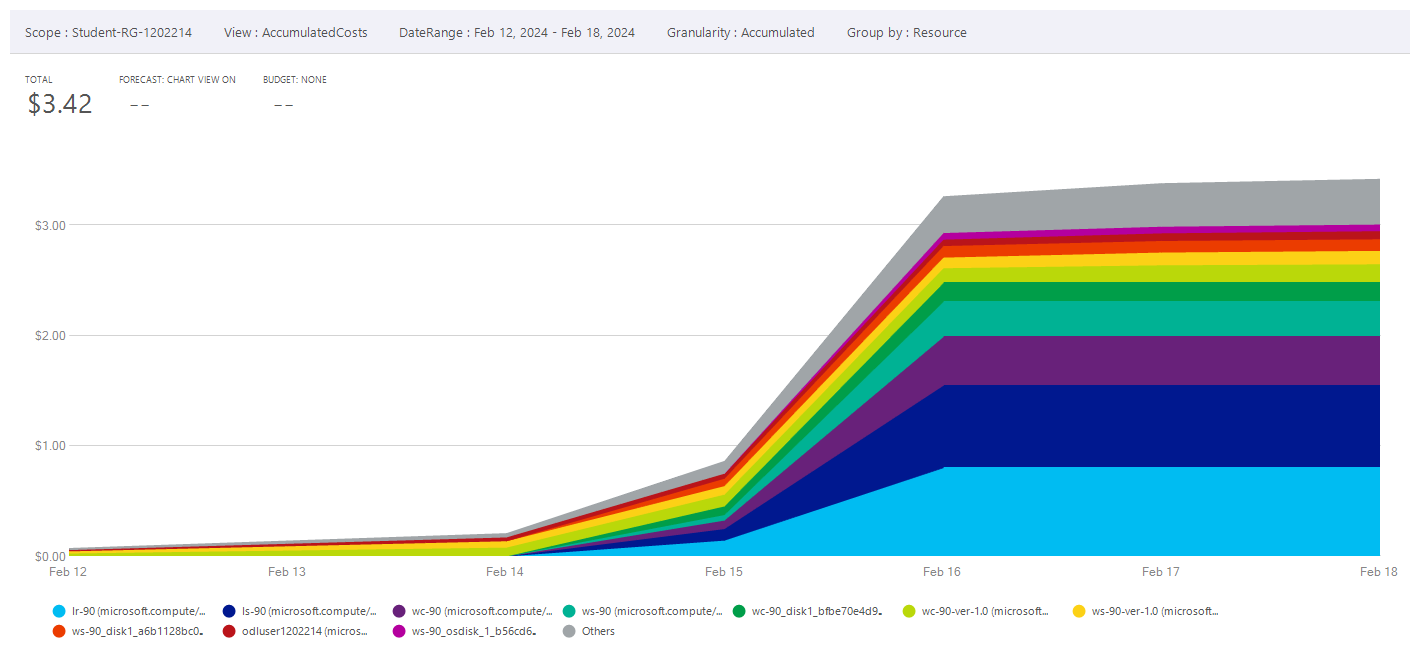 Scope : Student-RG-1202214 View : AccumulatedCosts DateRange : Feb 12, 2024 - Feb 18, 2024 Granularity : Accumulated Group by : Resource
TOTAL FORECAST: CHART VIEW ON BUDGET: NONE
$3.42 -- --
$3.00
$2.00
$1.00
$0.00
Feb 12 Feb 13 Feb 14 Feb 15 Feb 16 Feb 17 Feb 18
lr-90 (microsoft.compute/... ls-90 (microsoft.compute/... wc-90 (microsoft.compute/... ws-90 (microsoft.compute/... wc-90_disk1_bfbe70e4d9.. wc-90-ver-1.0 (microsoft... ws-90-ver-1.0 (microsoft...
ws-90_disk1_a6b1128bc0.. odluser1202214 (micros... ws-90_osdisk_1_b56cd6.. Others